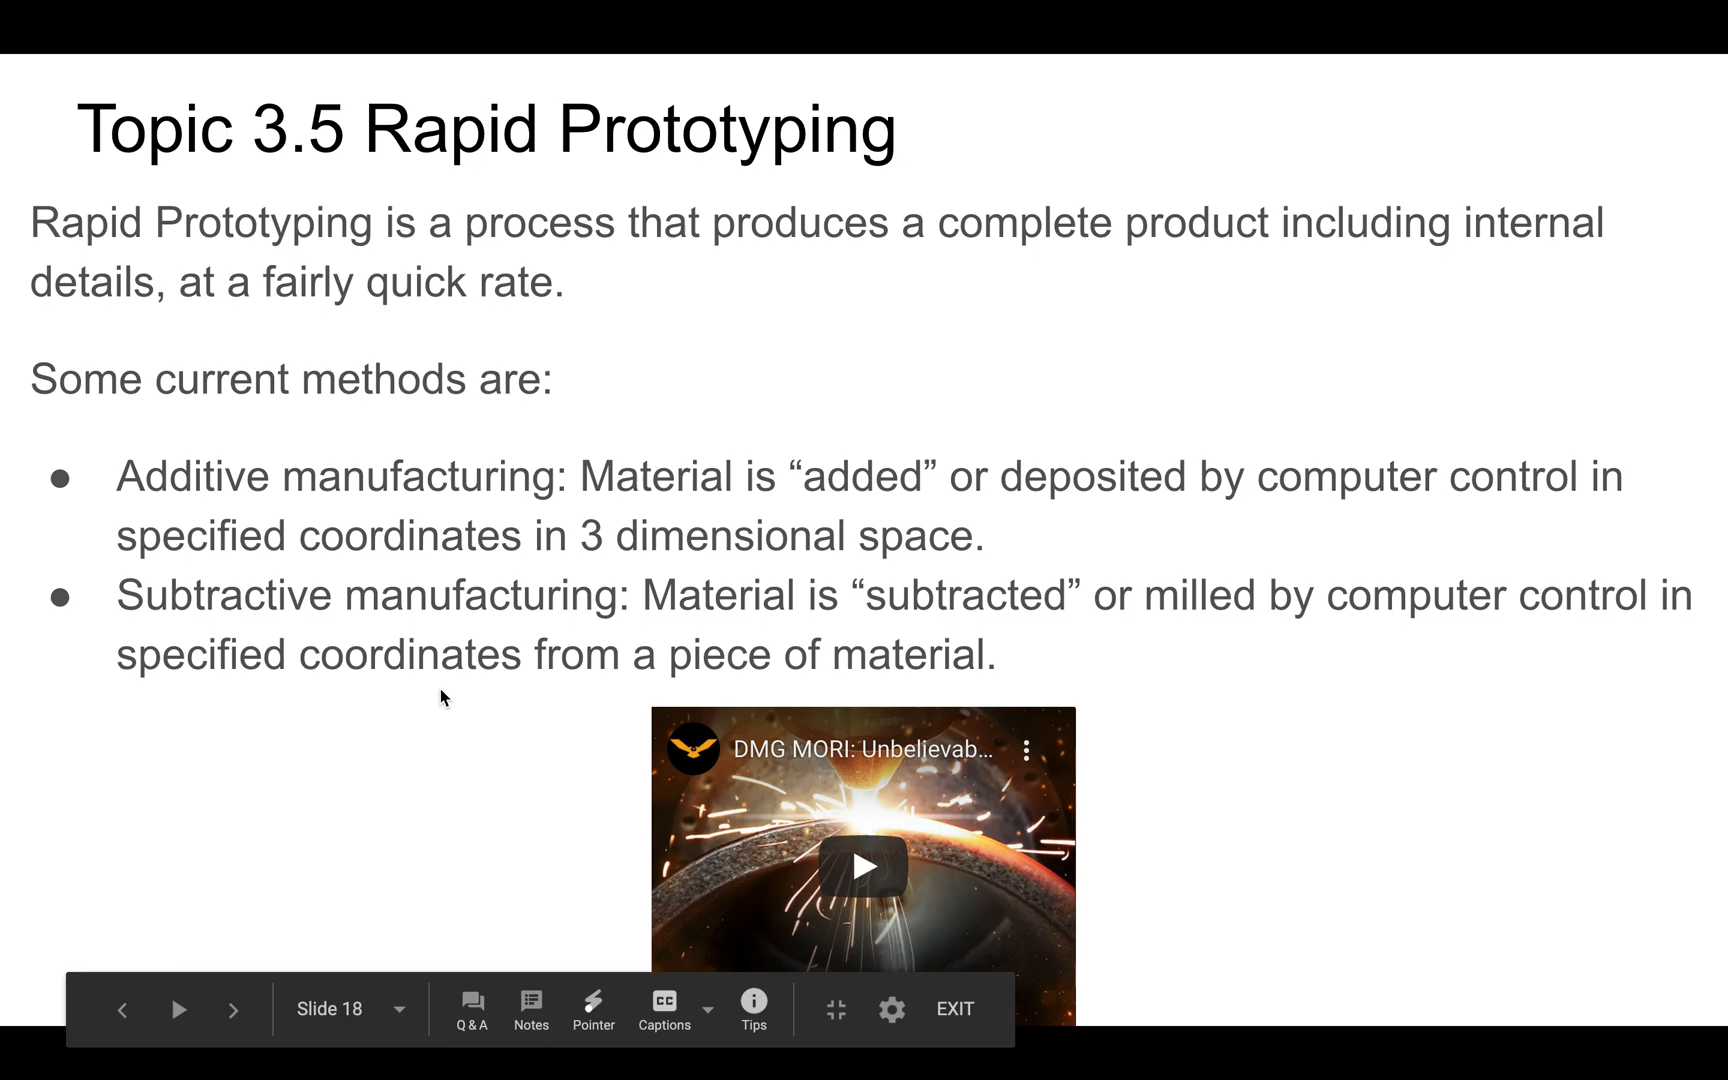 Topic 3.5 Rapid Prototyping
Rapid Prototyping is a process that produces a complete product including internal
details, at a fairly quick rate.
Some current methods are:
● Additive manufacturing: Material is “added” or deposited by computer control in
specified coordinates in 3 dimensional space.
● Subtractive manufacturing: Material is “subtracted” or milled by computer control in
specified coordinates from a piece of material.
DMG MORI: Unbelievab...
Slide 18
Q & A
Notes
Pointer
CC
Captions
i
Tips
EXIT